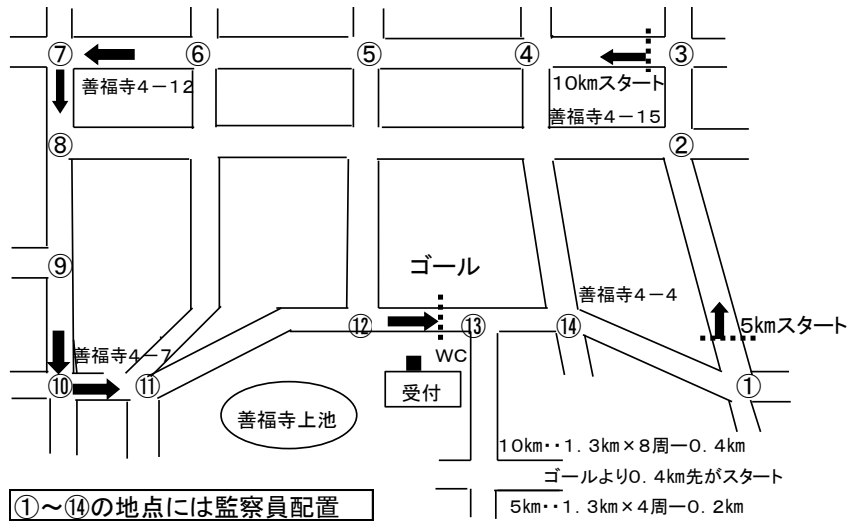 ⑦ ⑥ ⑤ ④ ③
善福寺4-12
10kmスタート
善福寺4-15
⑧ ②
⑨
ゴール
善福寺4-4
⑫ ⑬ ⑭
5kmスタート
善福寺4-7
WC
⑩ ⑪ ①
受付
善福寺上池
10km・・1.3km×8周ー0.4km
ゴールより0.4km先がスタート
①~⑭の地点には監察員配置
5km・・1.3km×4周ー0.2km